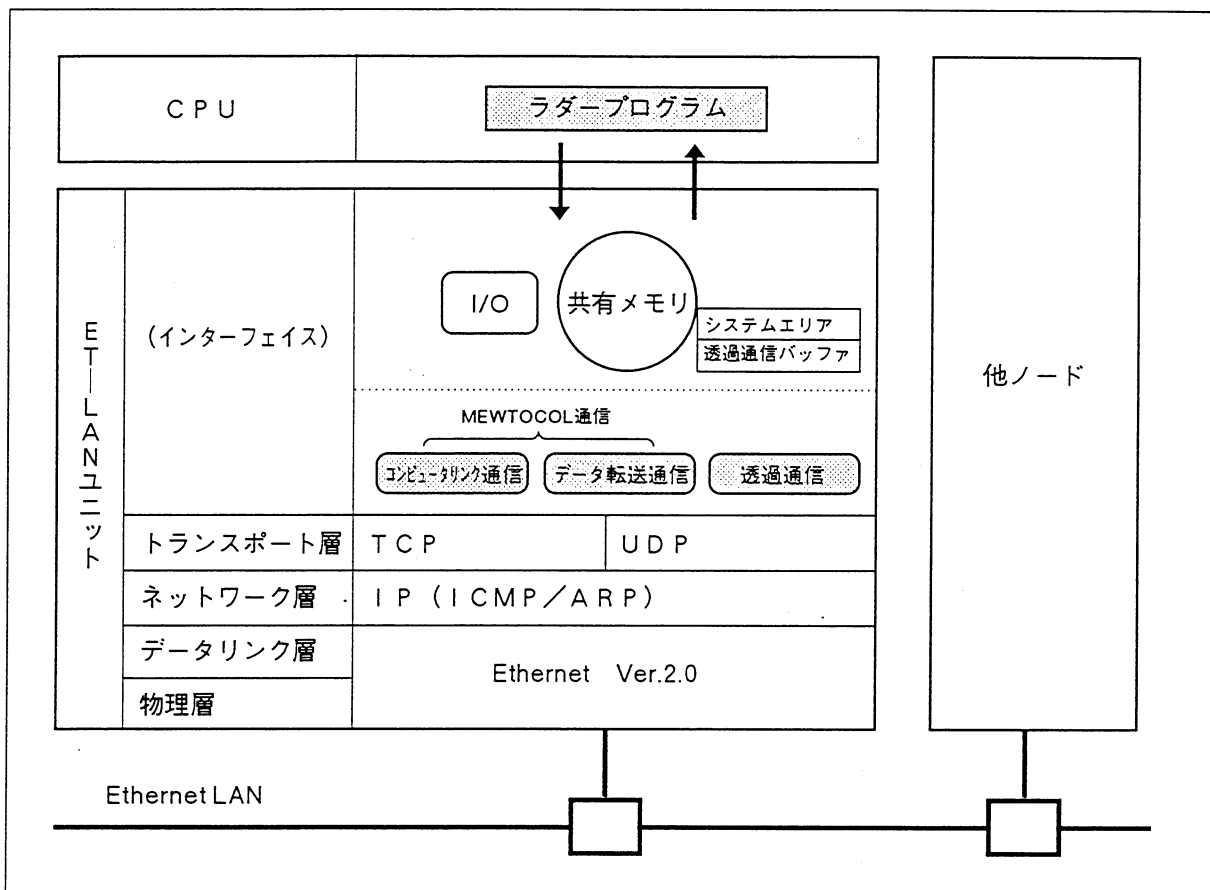 CPU
ラダープログラム
ET-LANユニット
(インターフェイス)
I/O
共有メモリ
システムエリア
透過通信バッファ
MEWTOCOL通信
コンピュータリンク通信
データ転送通信
透過通信
トランスポート層
TCP
UDP
ネットワーク層
IP(ICMP/ARP)
データリンク層
物理層
Ethernet Ver.2.0
他ノード
Ethernet LAN